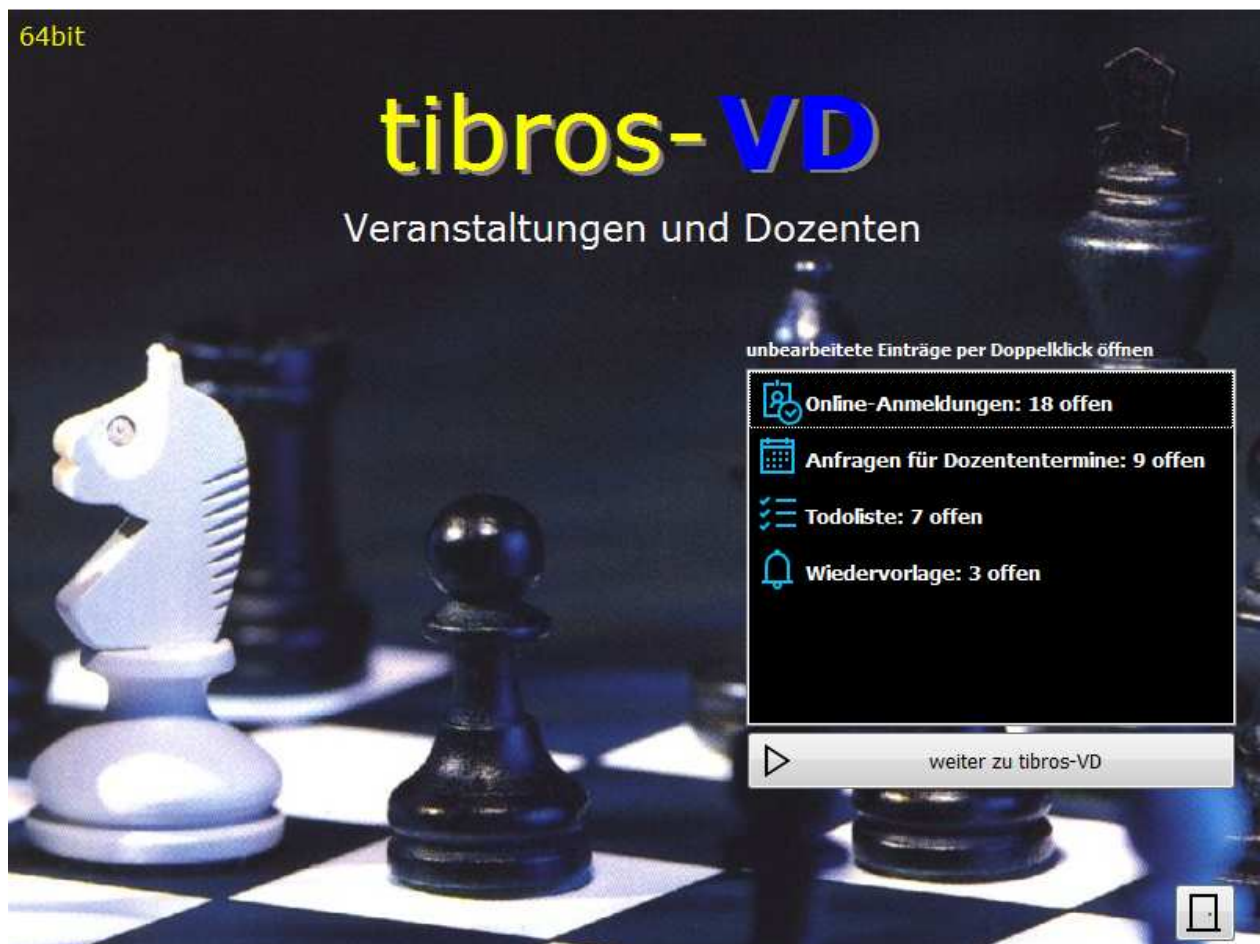 64bit
tibros-VD
Veranstaltungen und Dozenten
unbearbeitete Einträge per Doppelklick öffnen
Online-Anmeldungen: 18 offen
Anfragen für Dozententermine: 9 offen
Todoliste: 7 offen
Wiedervorlage: 3 offen
weiter zu tibros-VD